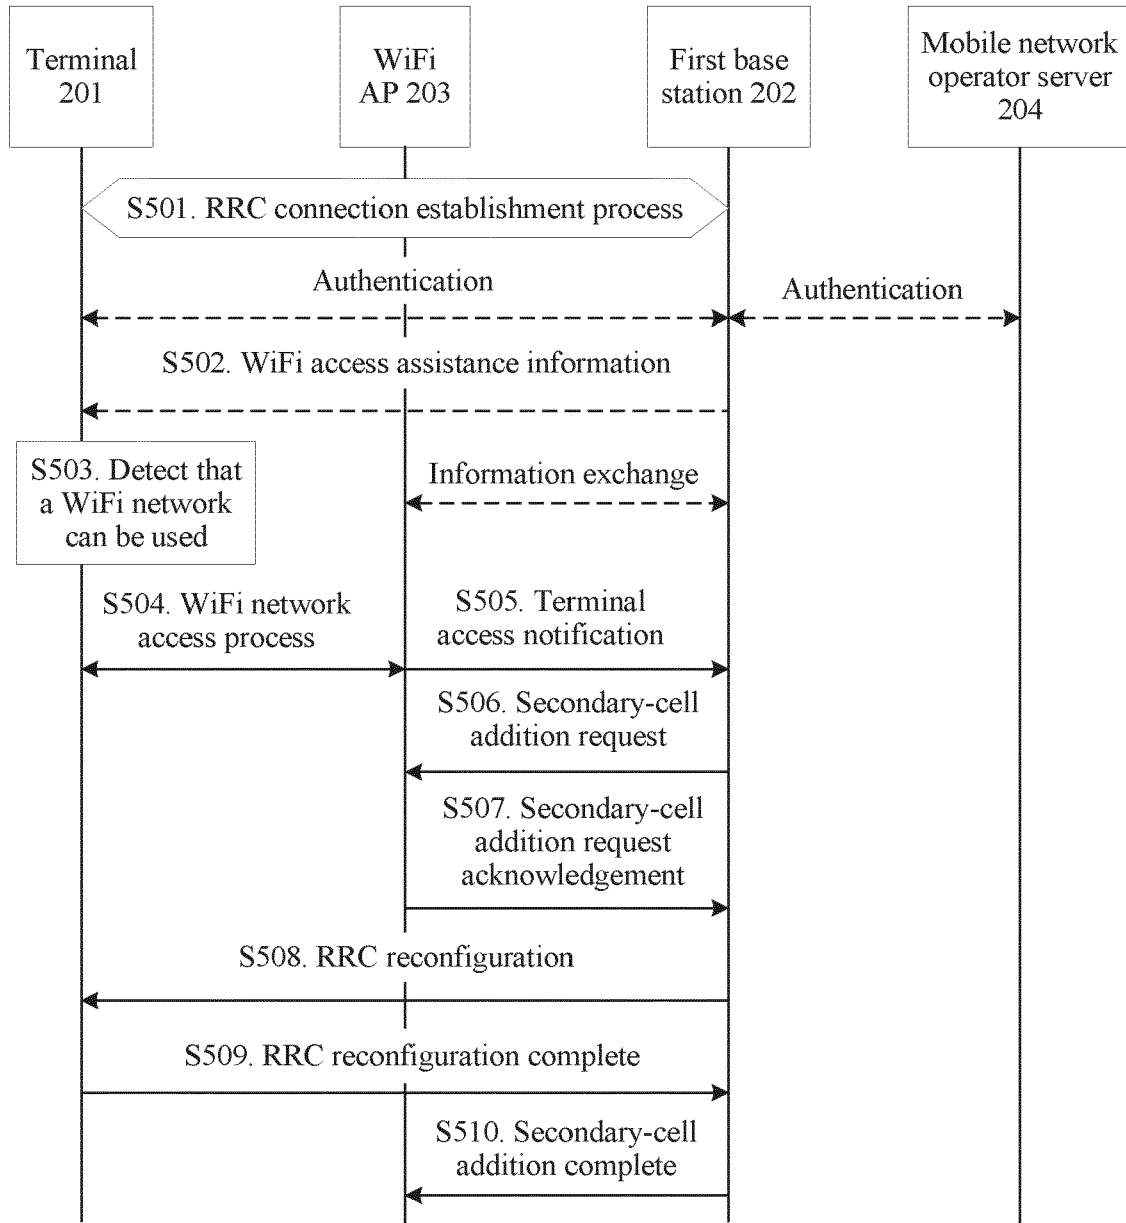 Terminal
201
WiFi
AP 203
First base
station 202
Mobile network
operator server
204
S501. RRC connection establishment process
Authentication
Authentication
S502. WiFi access assistance information
S503. Detect that
a WiFi network
can be used
Information exchange
S504. WiFi network
access process
S505. Terminal
access notification
S506. Secondary-cell
addition request
S507. Secondary-cell
addition request
acknowledgement
S508. RRC reconfiguration
S509. RRC reconfiguration complete
S510. Secondary-cell
addition complete